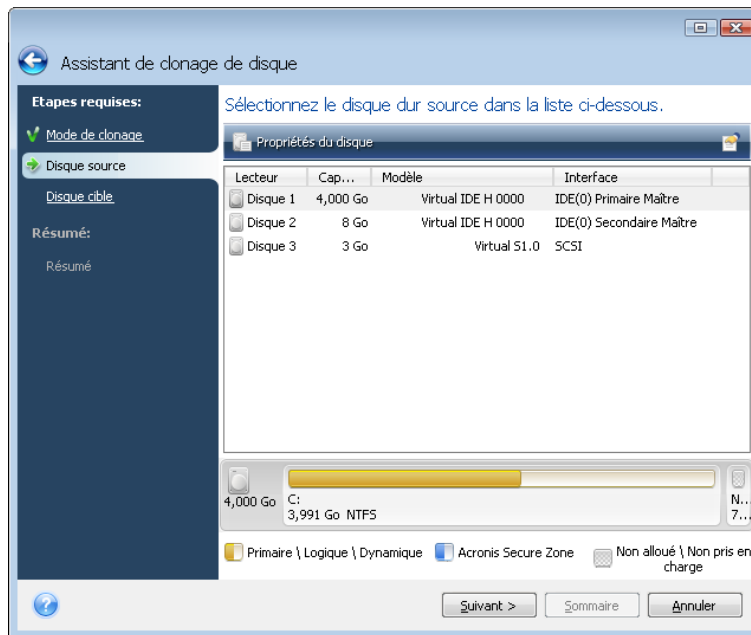 Assistant de clonage de disque
Etapes requises:
Mode de clonage
Disque source
Disque cible
Résumé:
Résumé
Sélectionnez le disque dur source dans la liste ci-dessous.
Propriétés du disque
Lecteur Cap... Modèle Interface
Disque 1 4,000 Go Virtual IDE H 0000 IDE(0) Primaire Maître
Disque 2 8 Go Virtual IDE H 0000 IDE(0) Secondaire Maître
Disque 3 3 Go Virtual S1.0 SCSI
4,000 Go C: N...
3,991 Go NTFS 7...
Primaire \ Logique \ Dynamique Acronis Secure Zone Non alloué \ Non pris en
charge
Suivant > Sommaire Annuler